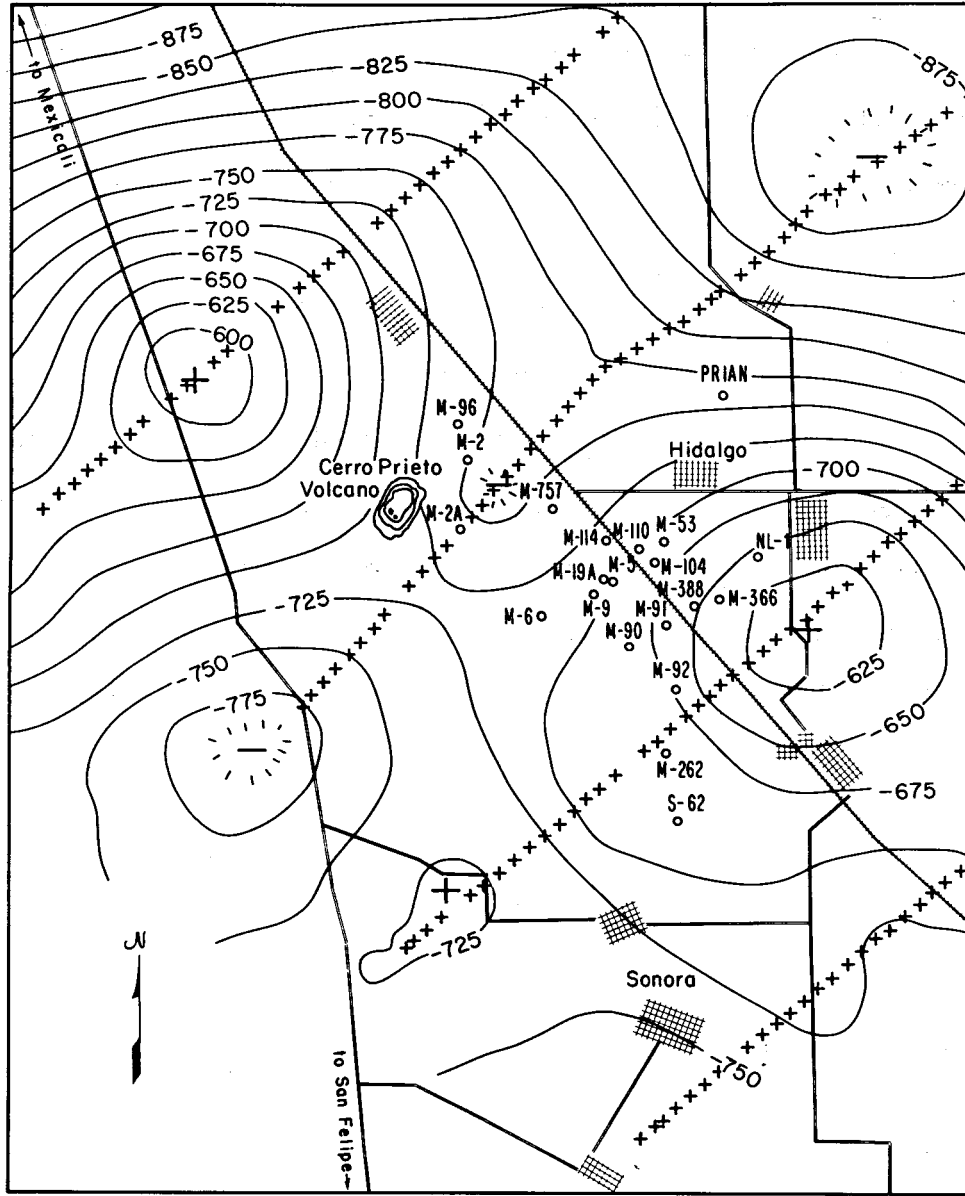 -875
-850
-825
-800
-775
-750
-725
-700
-675
-650
-625
-600
-875
to Mexicali
PRIAN
M-96
M-2
Hidalgo
-700
Cerro Prieto
Volcano
M-757
M-2A
M-114
M-110
M-53
NL-1
M-19A
M-5
M-104
M-388
M-366
M-9
M-91
M-6
M-90
-725
-750
-775
M-92
-625
-650
M-262
-675
S-62
-725
N
Sonora
-750
to San Felipe